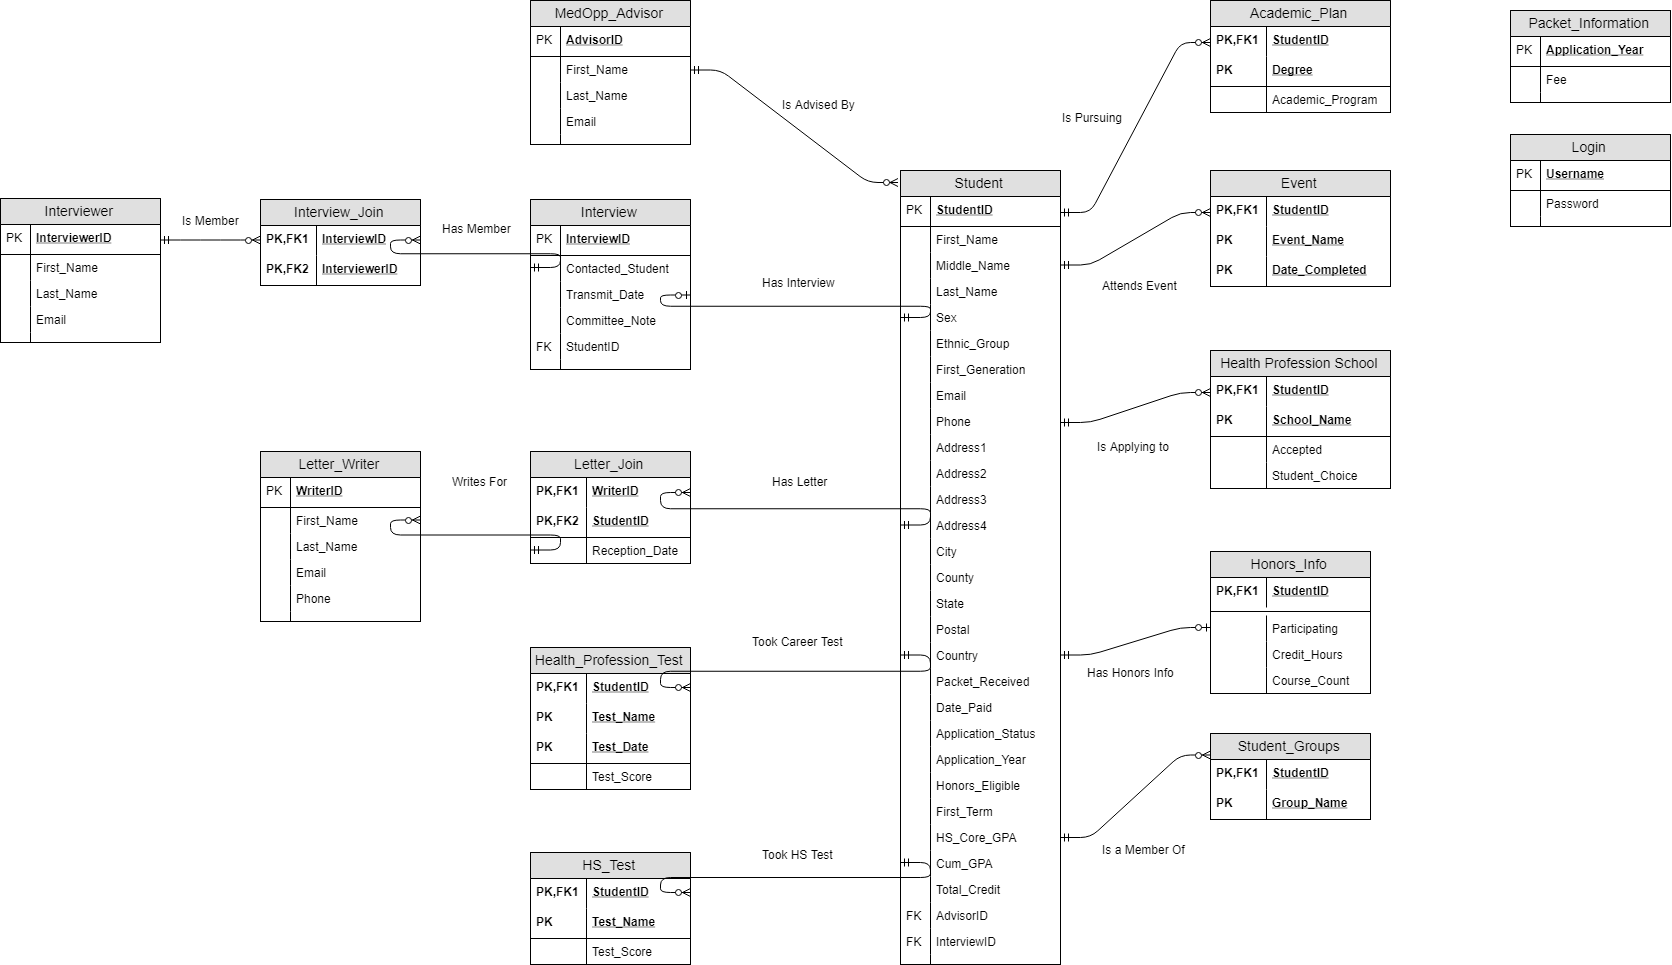 MedOpp_Advisor
PK AdvisorID
First_Name
Last_Name
Email
Is Advised By
Academic_Plan
PK,FK1 StudentID
PK Degree
Academic_Program
Is Pursuing
Packet_Information
PK Application_Year
Fee
Login
PK Username
Password
Interviewer
PK InterviewerID
First_Name
Last_Name
Email
Is Member
Interview_Join
PK,FK1 InterviewID
PK,FK2 InterviewerID
Has Member
Interview
PK InterviewID
Contacted_Student
Transmit_Date
Committee_Note
FK StudentID
Has Interview
Student
PK StudentID
First_Name
Middle_Name
Last_Name
Sex
Ethnic_Group
First_Generation
Email
Phone
Address1
Address2
Address3
Address4
City
County
State
Postal
Country
Packet_Received
Date_Paid
Application_Status
Application_Year
Honors_Eligible
First_Term
HS_Core_GPA
Cum_GPA
Total_Credit
FK AdvisorID
FK InterviewID
Event
PK,FK1 StudentID
PK Event_Name
PK Date_Completed
Attends Event
Health Profession School
PK,FK1 StudentID
PK School_Name
Accepted
Student_Choice
Is Applying to
Letter_Writer
PK WriterID
First_Name
Last_Name
Email
Phone
Writes For
Letter_Join
PK,FK1 WriterID
PK,FK2 StudentID
Reception_Date
Has Letter
Honors_Info
PK,FK1 StudentID
Participating
Credit_Hours
Course_Count
Has Honors Info
Health_Profession_Test
PK,FK1 StudentID
PK Test_Name
PK Test_Date
Test_Score
Took Career Test
Student_Groups
PK,FK1 StudentID
PK Group_Name
Is a Member Of
HS_Test
PK,FK1 StudentID
PK Test_Name
Test_Score
Took HS Test